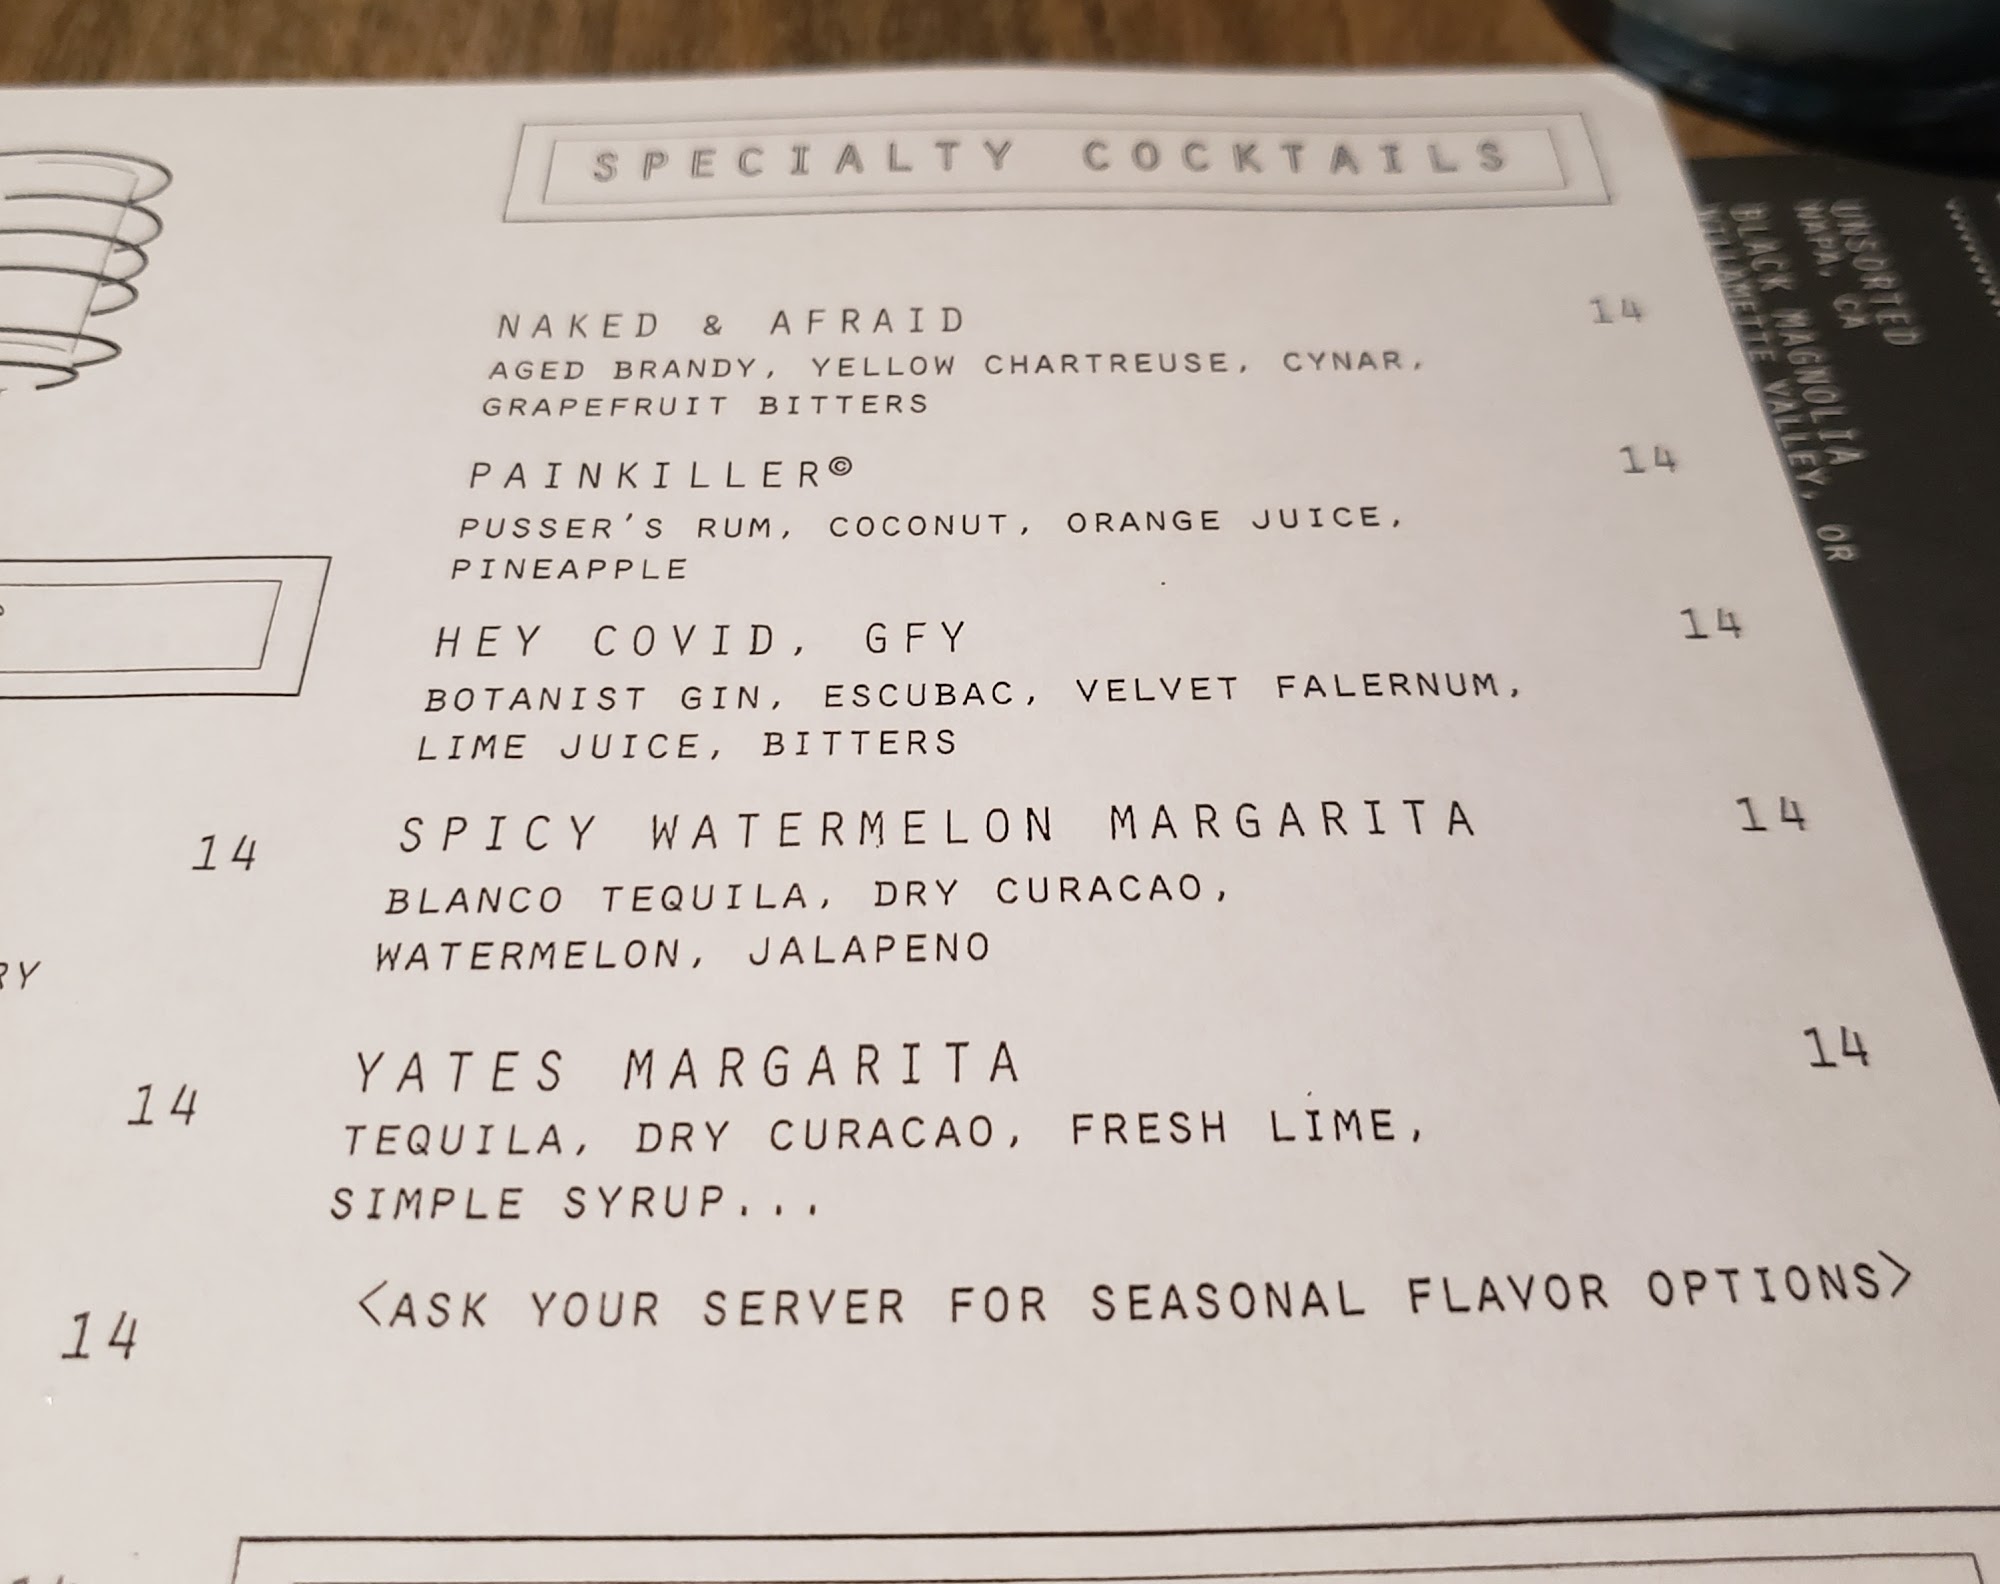 SPECIALTY COCKTAILS
NAKED & AFRAID 14
AGED BRANDY, YELLOW CHARTREUSE, CYNAR,
GRAPEFRUIT BITTERS
PAINKILLER© 14
PUSSER'S RUM, COCONUT, ORANGE JUICE,
PINEAPPLE
HEY COVID, GFY 14
BOTANIST GIN, ESCUBAC, VELVET FALERNUM,
LIME JUICE, BITTERS
SPICY WATERMELON MARGARITA 14
BLANCO TEQUILA, DRY CURACAO,
WATERMELON, JALAPENO
YATES MARGARITA 14
TEQUILA, DRY CURACAO, FRESH LIME,
SIMPLE SYRUP...
<ASK YOUR SERVER FOR SEASONAL FLAVOR OPTIONS>
14
RY
14
14
UNSORTED
CA
BLACK MAGNOLIA
WILLAMETTE VALLEY, OR